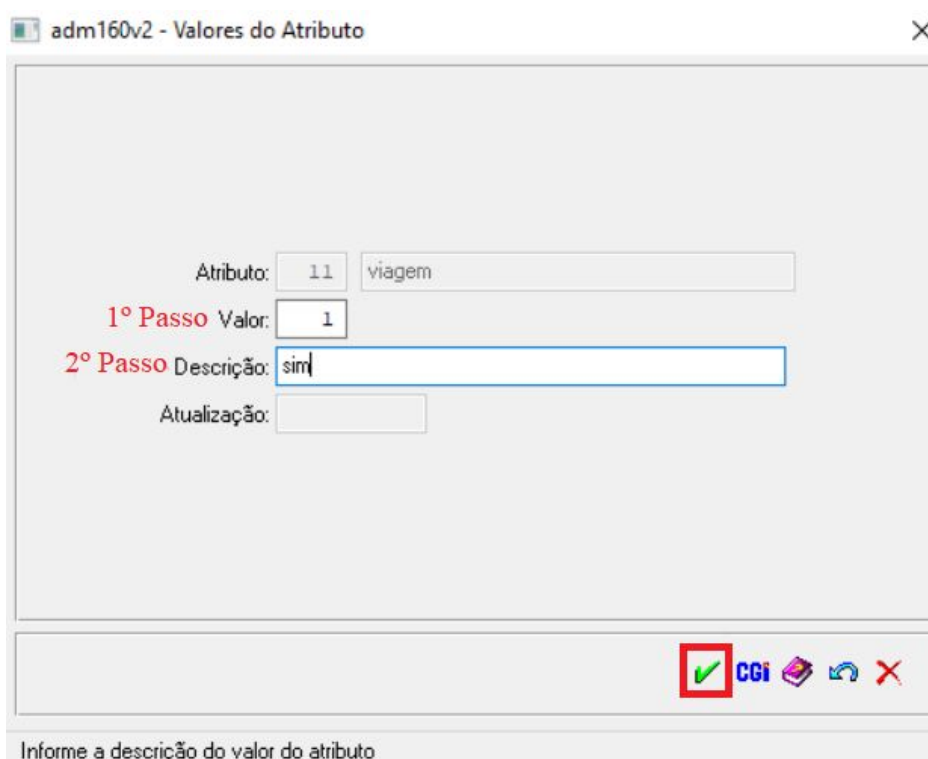 adm160v2 - Valores do Atributo
Atributo: 11 viagem
1º Passo Valor: 1
2º Passo Descrição: sim
Atualização:
CGi
Informe a descrição do valor do atributo